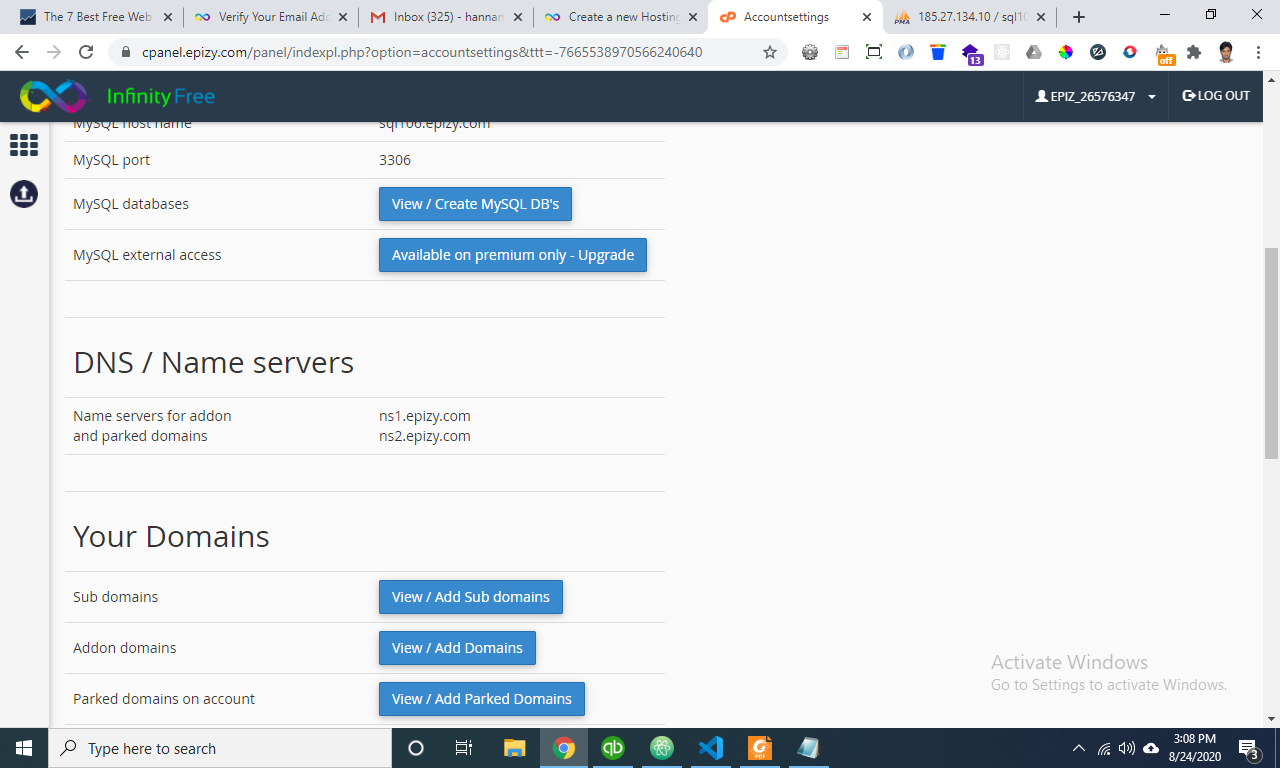 The 7 Best Free Web
Verify Your Email Add
Inbox (325) - hannan
Create a new Hosting
Accountsettings
185.27.134.10 / sql10
cpanel.epizy.com/panel/indexpl.php?option=accountsettings&ttt=-7665538970566240640
13
off
Infinity Free
EPIZ_26576347
LOG OUT
MySQL host name sql106.epizy.com
MySQL port 3306
MySQL databases View / Create MySQL DB's
MySQL external access Available on premium only - Upgrade
DNS / Name servers
Name servers for addon ns1.epizy.com
and parked domains ns2.epizy.com
Your Domains
Sub domains View / Add Sub domains
Addon domains View / Add Domains
Parked domains on account View / Add Parked Domains
Activate Windows
Go to Settings to activate Windows.
Type here to search
3:08 PM
8/24/2020
3